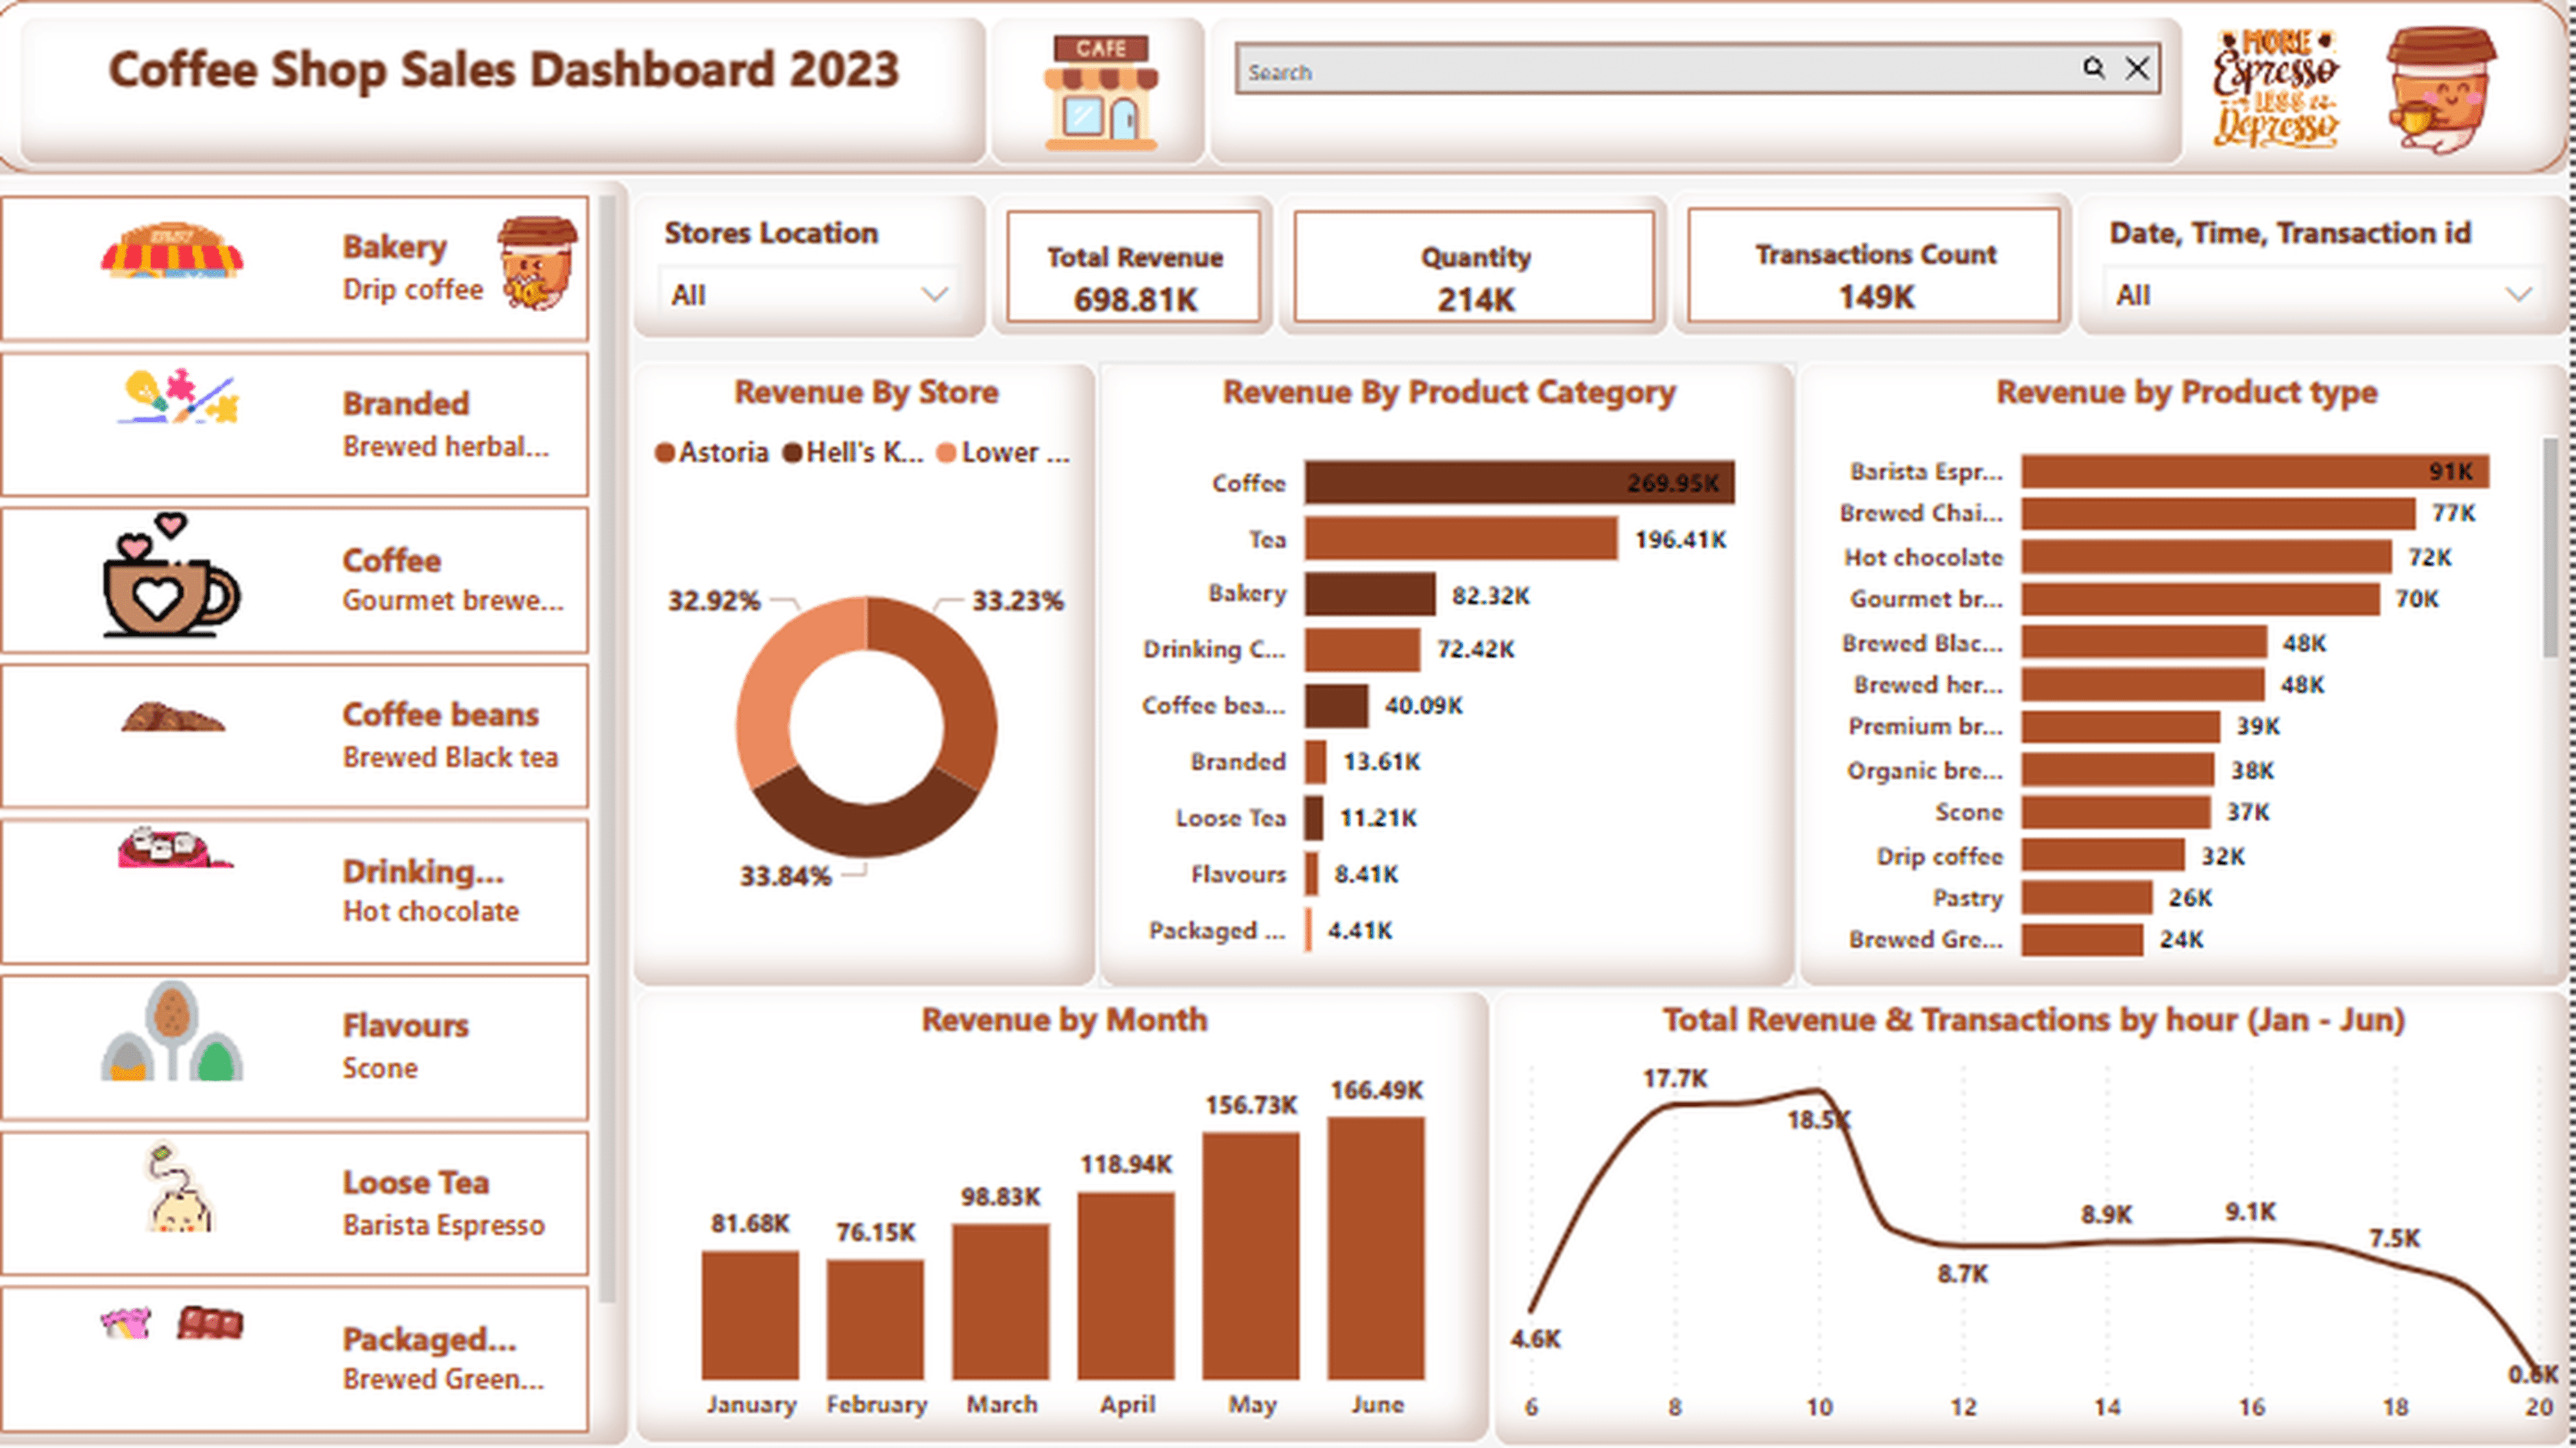 Coffee Shop Sales Dashboard 2023
CAFE
Search
MORE
Espresso
LESS
Depresso
Bakery
Drip coffee
Branded
Brewed herbal...
Coffee
Gourmet brewe...
Coffee beans
Brewed Black tea
Drinking...
Hot chocolate
Flavours
Scone
Loose Tea
Barista Espresso
Packaged...
Brewed Green...
Stores Location
All
Total Revenue
698.81K
Quantity
214K
Transactions Count
149K
Date, Time, Transaction id
All
Revenue By Store
Astoria Hell's K... Lower ...
32.92% 33.23%
33.84%
Revenue By Product Category
Coffee 269.95K
Tea 196.41K
Bakery 82.32K
Drinking C... 72.42K
Coffee bea... 40.09K
Branded 13.61K
Loose Tea 11.21K
Flavours 8.41K
Packaged ... 4.41K
Revenue by Product type
Barista Espr... 91K
Brewed Chai... 77K
Hot chocolate 72K
Gourmet br... 70K
Brewed Blac... 48K
Brewed her... 48K
Premium br... 39K
Organic bre... 38K
Scone 37K
Drip coffee 32K
Pastry 26K
Brewed Gre... 24K
Revenue by Month
81.68K 76.15K 98.83K 118.94K 156.73K 166.49K
January February March April May June
Total Revenue & Transactions by hour (Jan - Jun)
4.6K 17.7K 18.5K 8.7K 8.9K 9.1K 7.5K 0.6K
6 8 10 12 14 16 18 20